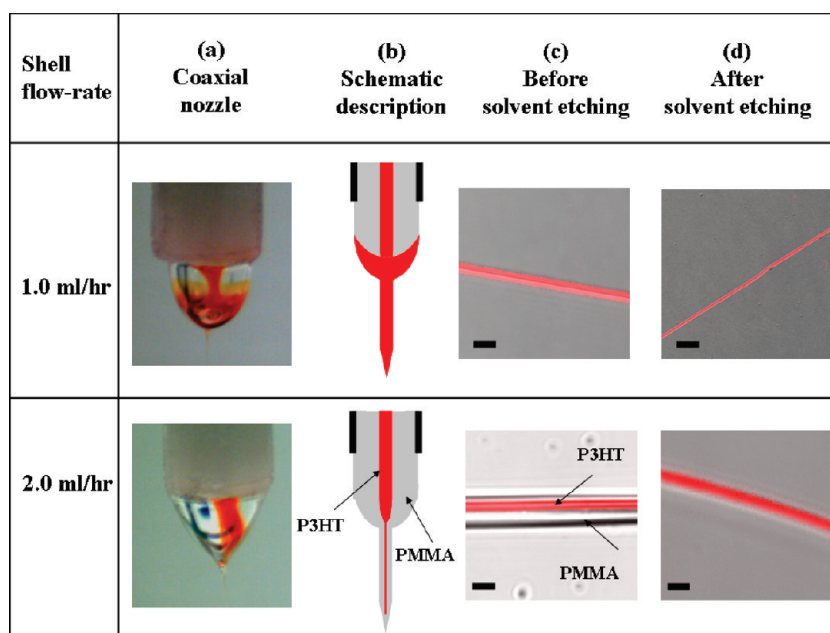 Shell
flow-rate
(a)
Coaxial
nozzle
(b)
Schematic
description
(c)
Before
solvent etching
(d)
After
solvent etching
1.0 ml/hr
2.0 ml/hr
P3HT
PMMA
P3HT
PMMA